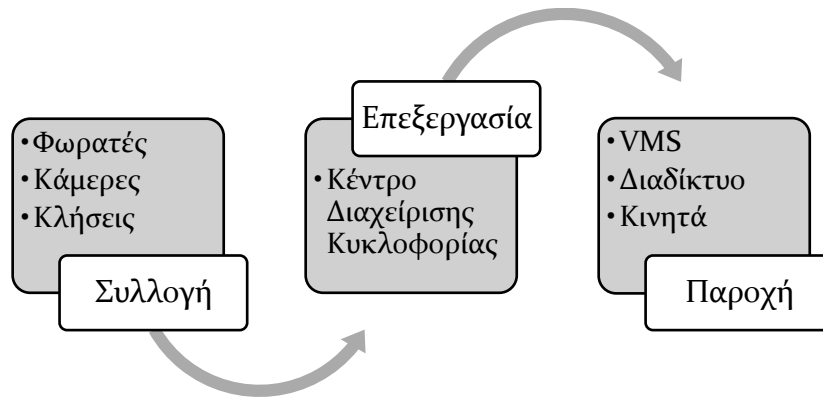 • Φωρατές
• Κάμερες
• Κλήσεις
Συλλογή
Επεξεργασία
• Κέντρο
Διαχείρισης
Κυκλοφορίας
• VMS
• Διαδίκτυο
• Κινητά
Παροχή